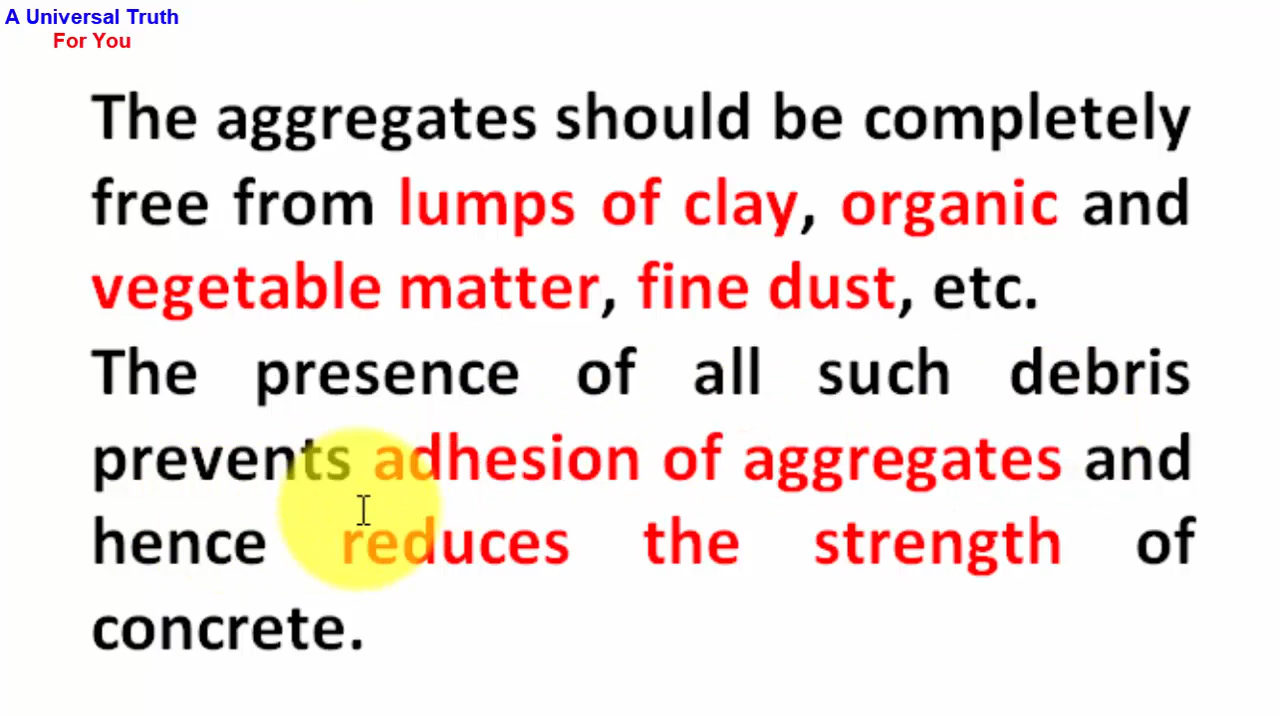 A Universal Truth
For You
The aggregates should be completely
free from lumps of clay, organic and
vegetable matter, fine dust, etc.
The presence of all such debris
prevents adhesion of aggregates and
hence reduces the strength of
concrete.